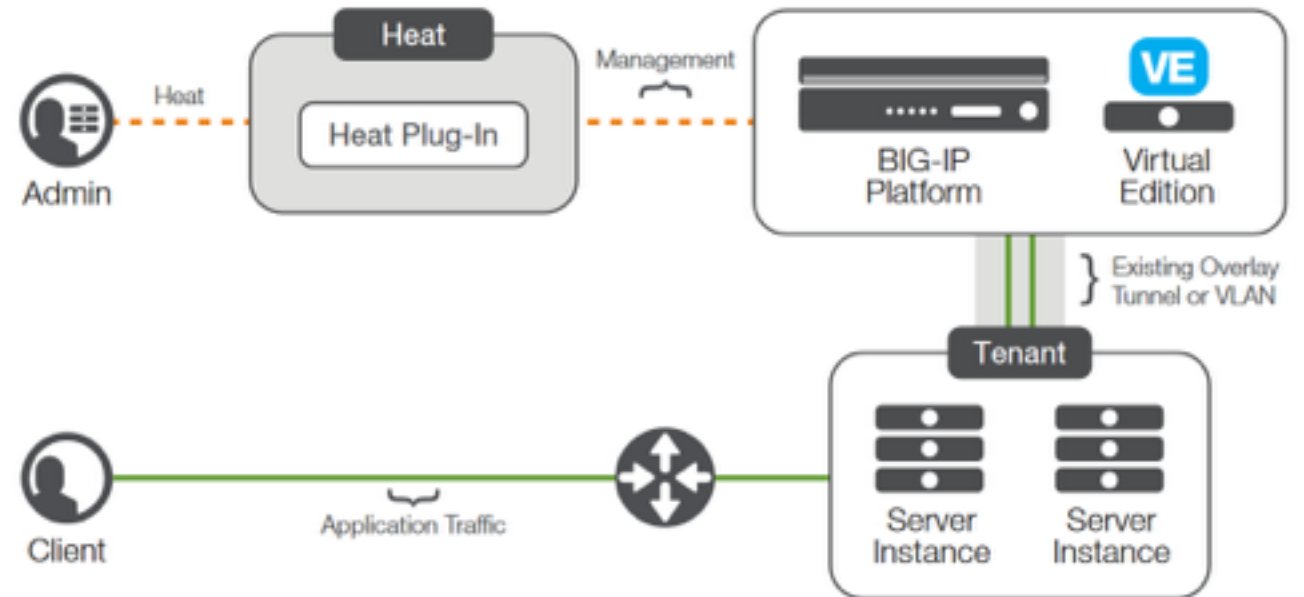 Heat
Management
VE
Heat
Heat Plug-In
Admin
BIG-IP
Platform
Virtual
Edition
Existing Overlay
Tunnel or VLAN
Tenant
Application Traffic
Client
Server
Instance
Server
Instance